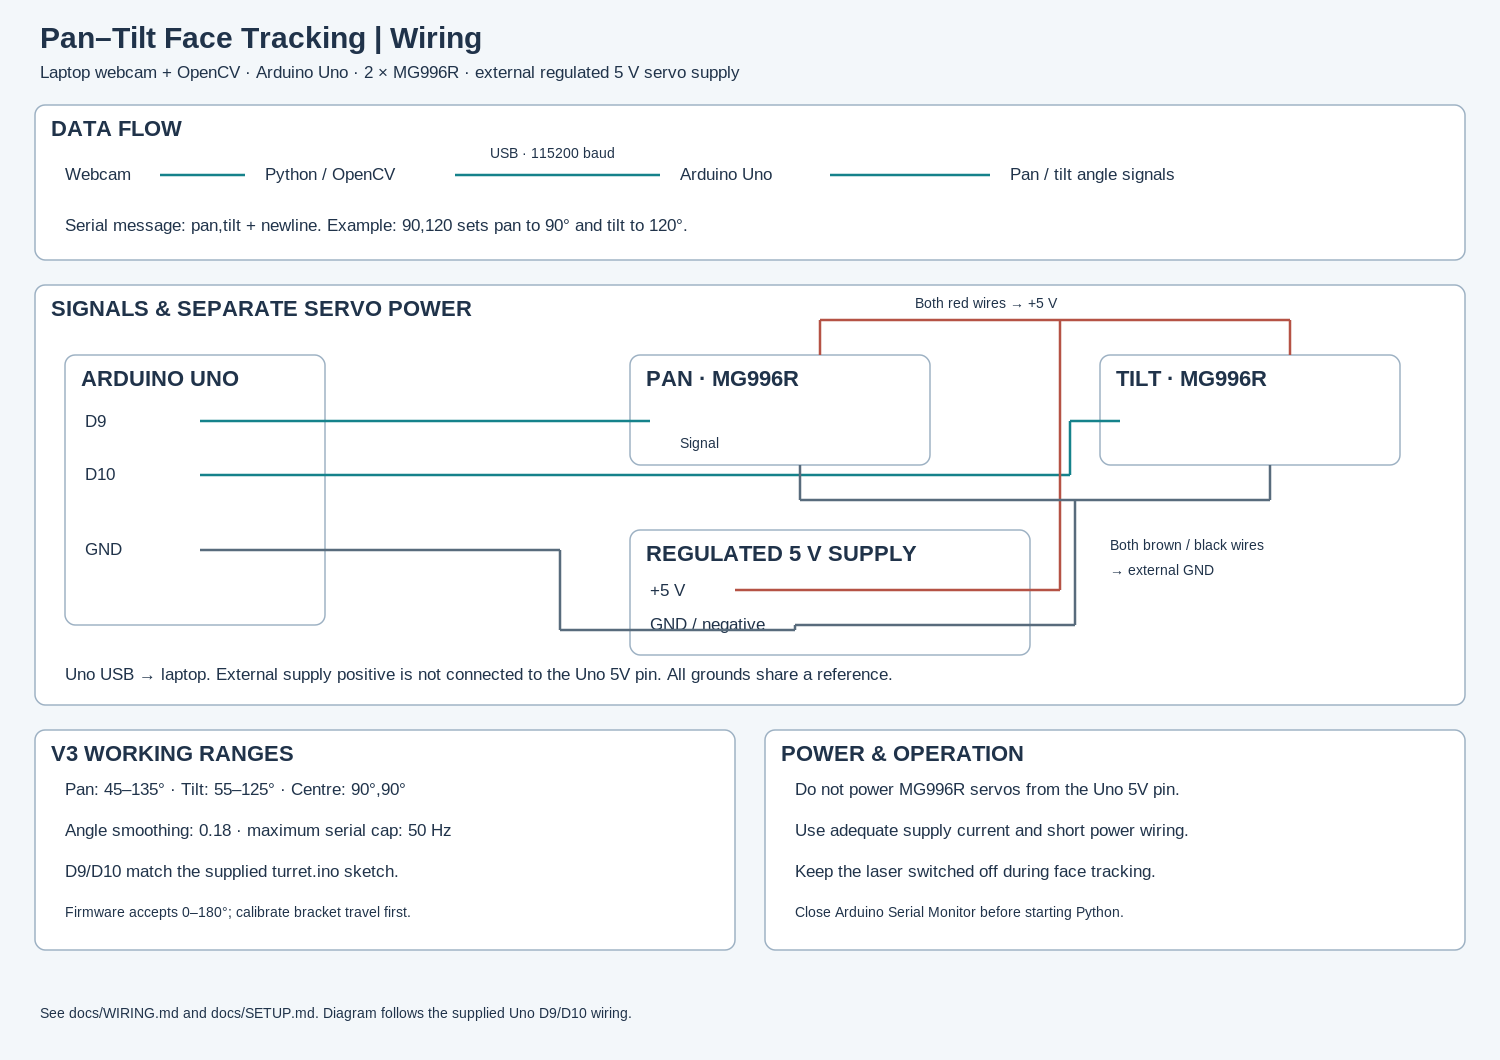 Pan–Tilt Face Tracking | Wiring
Laptop webcam + OpenCV · Arduino Uno · 2 × MG996R · external regulated 5 V servo supply
DATA FLOW
USB · 115200 baud
Webcam
Python / OpenCV
Arduino Uno
Pan / tilt angle signals
Serial message: pan,tilt + newline. Example: 90,120 sets pan to 90° and tilt to 120°.
SIGNALS & SEPARATE SERVO POWER
Both red wires → +5 V
ARDUINO UNO
D9
D10
GND
PAN · MG996R
Signal
TILT · MG996R
REGULATED 5 V SUPPLY
+5 V
GND / negative
Both brown / black wires
→ external GND
Uno USB → laptop. External supply positive is not connected to the Uno 5V pin. All grounds share a reference.
V3 WORKING RANGES
Pan: 45–135° · Tilt: 55–125° · Centre: 90°,90°
Angle smoothing: 0.18 · maximum serial cap: 50 Hz
D9/D10 match the supplied turret.ino sketch.
Firmware accepts 0–180°; calibrate bracket travel first.
POWER & OPERATION
Do not power MG996R servos from the Uno 5V pin.
Use adequate supply current and short power wiring.
Keep the laser switched off during face tracking.
Close Arduino Serial Monitor before starting Python.
See docs/WIRING.md and docs/SETUP.md. Diagram follows the supplied Uno D9/D10 wiring.